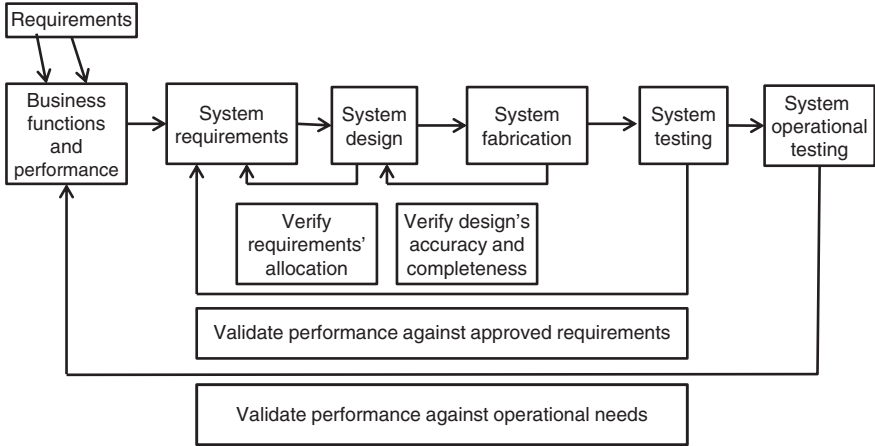 Requirements
Business
functions
and
performance
System
requirements
System
design
System
fabrication
System
testing
System
operational
testing
Verify
requirements’
allocation
Verify design’s
accuracy and
completeness
Validate performance against approved requirements
Validate performance against operational needs